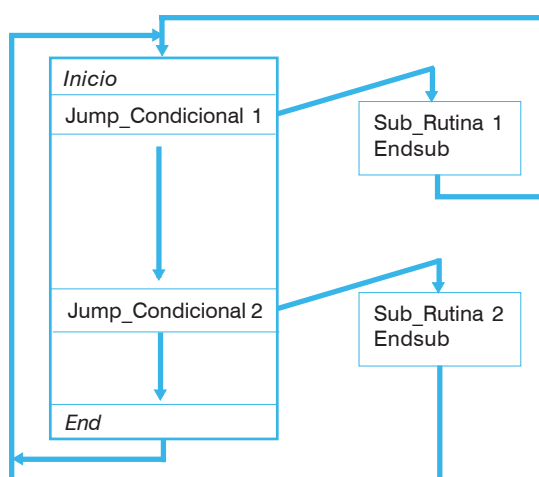 Inicio
Jump_Condicional 1
Sub_Rutina 1
Endsub
Jump_Condicional 2
Sub_Rutina 2
Endsub
End